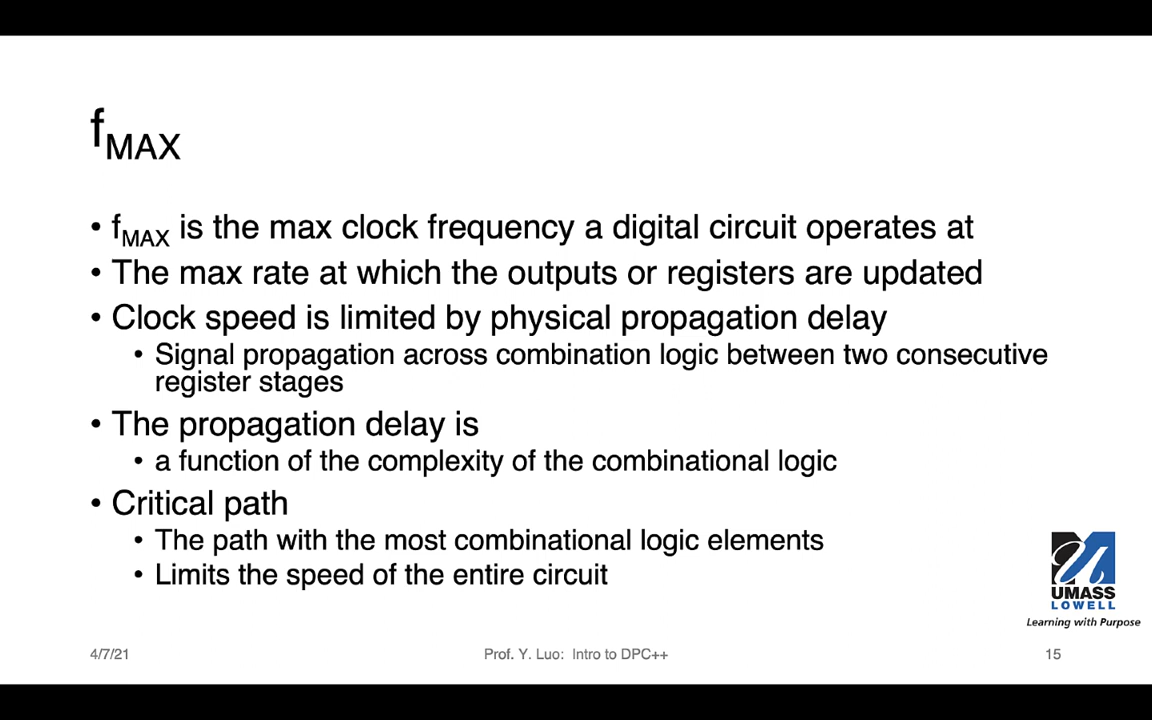 fMAX
• fMAX is the max clock frequency a digital circuit operates at
• The max rate at which the outputs or registers are updated
• Clock speed is limited by physical propagation delay
• Signal propagation across combination logic between two consecutive
register stages
• The propagation delay is
• a function of the complexity of the combinational logic
• Critical path
• The path with the most combinational logic elements
• Limits the speed of the entire circuit
UMASS
LOWELL
Learning with Purpose
4/7/21
Prof. Y. Luo: Intro to DPC++
15